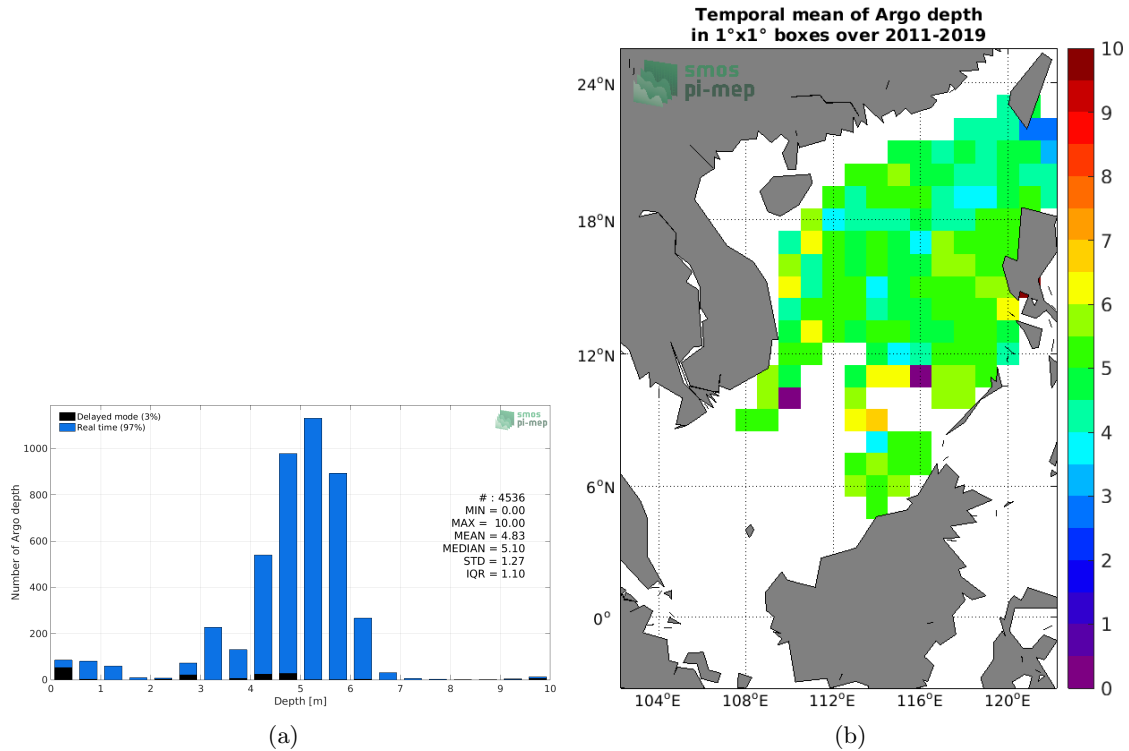 Delayed mode (3%)
Real time (97%)
smos
pi-mep
# : 4536
MIN = 0.00
MAX = 10.00
MEAN = 4.83
MEDIAN = 5.10
STD = 1.27
IQR = 1.10
Number of Argo depth
1000
800
600
400
200
0
0 1 2 3 4 5 6 7 8 9 10
Depth [m]
(a)
Temporal mean of Argo depth
in 1°x1° boxes over 2011-2019
smos
pi-mep
24°N
18°N
12°N
6°N
0°
104°E 108°E 112°E 116°E 120°E
10
9
8
7
6
5
4
3
2
1
0
(b)